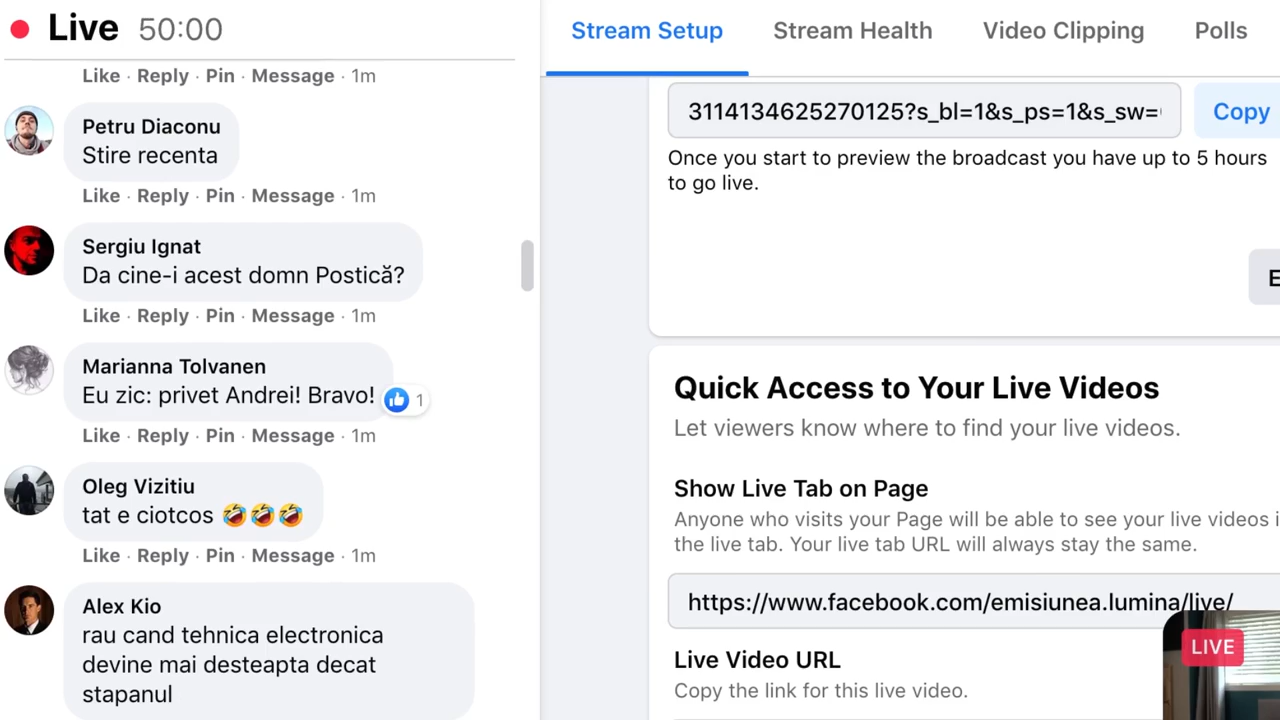 Live 50:00
Like · Reply · Pin · Message · 1m
Petru Diaconu
Stire recenta
Like · Reply · Pin · Message · 1m
Sergiu Ignat
Da cine-i acest domn Postică?
Like · Reply · Pin · Message · 1m
Marianna Tolvanen
Eu zic: privet Andrei! Bravo!
1
Like · Reply · Pin · Message · 1m
Oleg Vizitiu
tat e ciotcos 🤣🤣🤣
Like · Reply · Pin · Message · 1m
Alex Kio
rau cand tehnica electronica
devine mai desteapta decat
stapanul
Stream Setup
Stream Health
Video Clipping
Polls
3114134625270125?s_bl=1&s_ps=1&s_sw=
Copy
Once you start to preview the broadcast you have up to 5 hours
to go live.
Quick Access to Your Live Videos
Let viewers know where to find your live videos.
Show Live Tab on Page
Anyone who visits your Page will be able to see your live videos
the live tab. Your live tab URL will always stay the same.
https://www.facebook.com/emisiunea.lumina/live/
LIVE
Live Video URL
Copy the link for this live video.